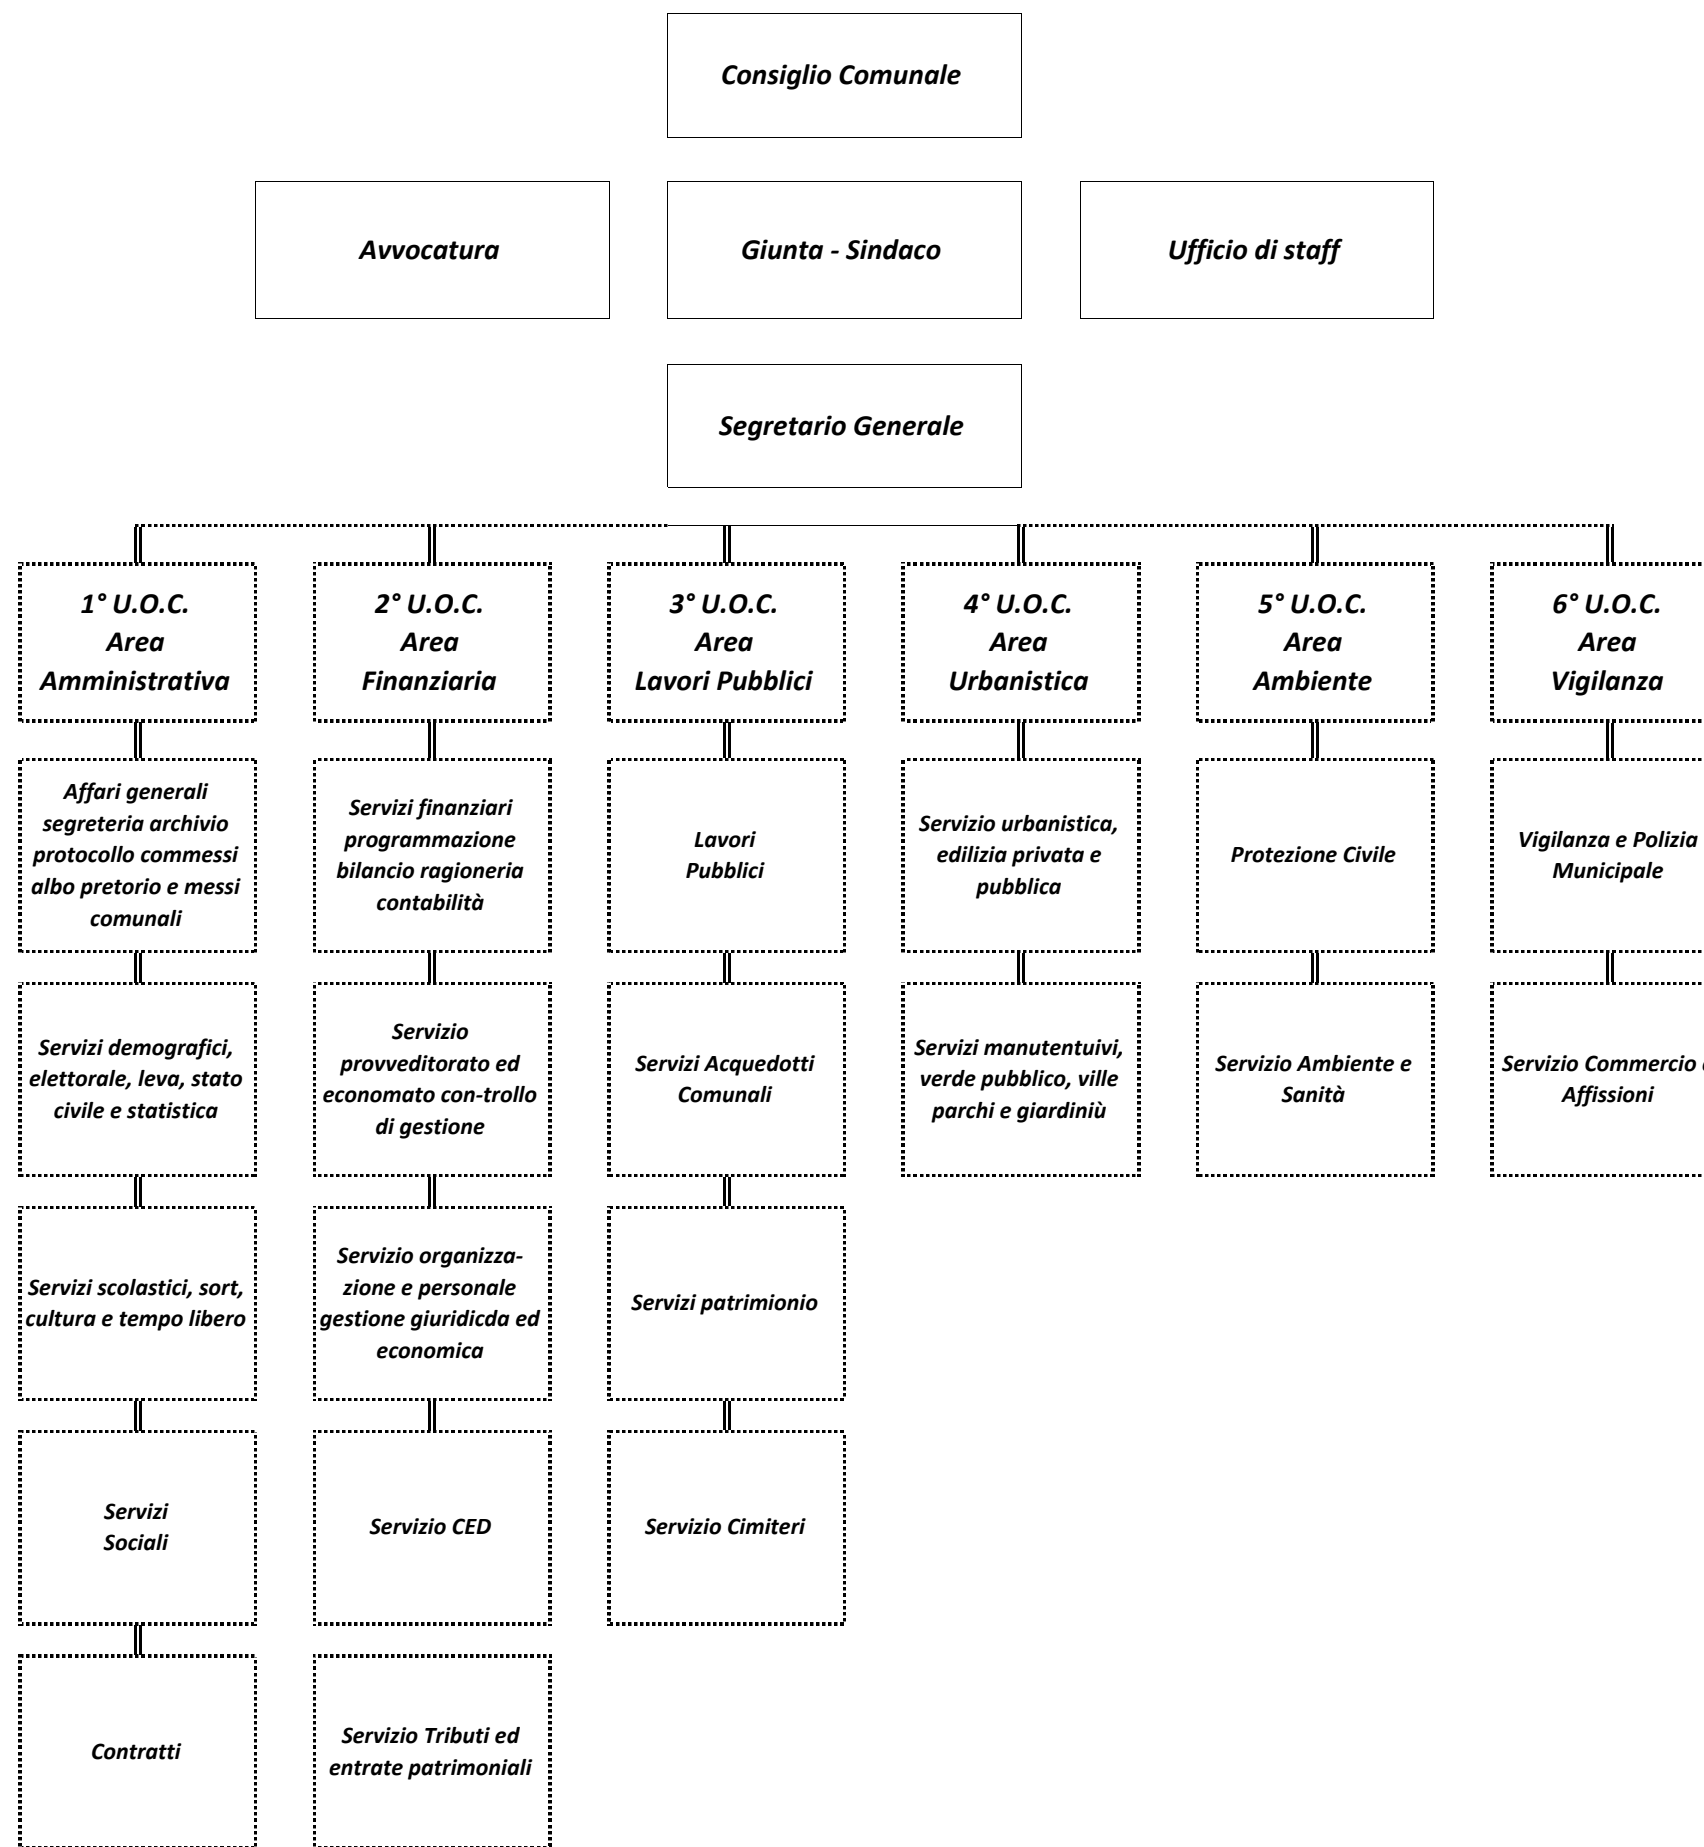 Consiglio Comunale
Avvocatura
Giunta - Sindaco
Ufficio di staff
Segretario Generale
1° U.O.C.
Area
Amministrativa
2° U.O.C.
Area
Finanziaria
3° U.O.C.
Area
Lavori Pubblici
4° U.O.C.
Area
Urbanistica
5° U.O.C.
Area
Ambiente
6° U.O.C.
Area
Vigilanza
Affari generali
segreteria archivio
protocollo commessi
albo pretorio e messi
comunali
Servizi finanziari
programmazione
bilancio ragioneria
contabilità
Lavori
Pubblici
Servizio urbanistica,
edilizia privata e
pubblica
Protezione Civile
Vigilanza e Polizia
Municipale
Servizi demografici,
elettorale, leva, stato
civile e statistica
Servizio
provveditorato ed
economato con-trollo
di gestione
Servizi Acquedotti
Comunali
Servizi manutentuivi,
verde pubblico, ville
parchi e giardiniù
Servizio Ambiente e
Sanità
Servizio Commercio
Affissioni
Servizi scolastici, sort,
cultura e tempo libero
Servizio organizza-
zione e personale
gestione giuridicda ed
economica
Servizi patrimionio
Servizi
Sociali
Servizio CED
Servizio Cimiteri
Contratti
Servizio Tributi ed
entrate patrimoniali